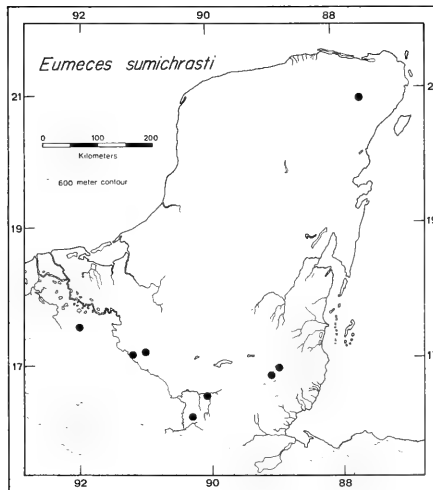 92 90 88
Eumeces sumichrasti
21
0 100 200
Kilometers
600 meter contour
19
17
92 90 88